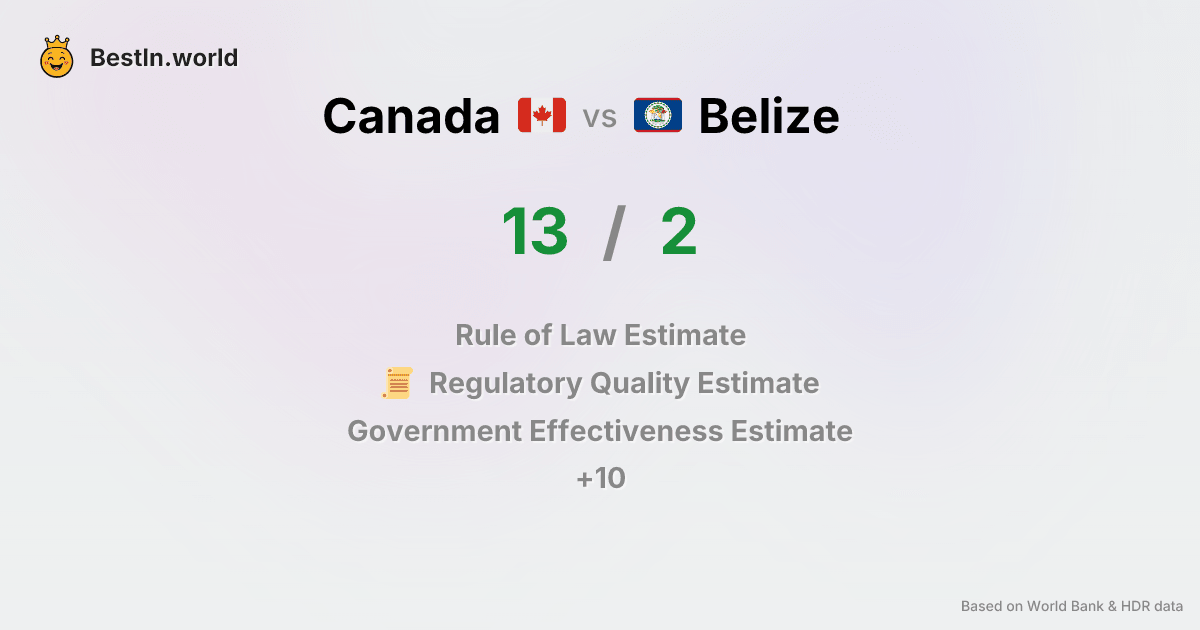 BestIn.world
Canada vs Belize
13 / 2
Rule of Law Estimate
Regulatory Quality Estimate
Government Effectiveness Estimate
+10
Based on World Bank & HDR data